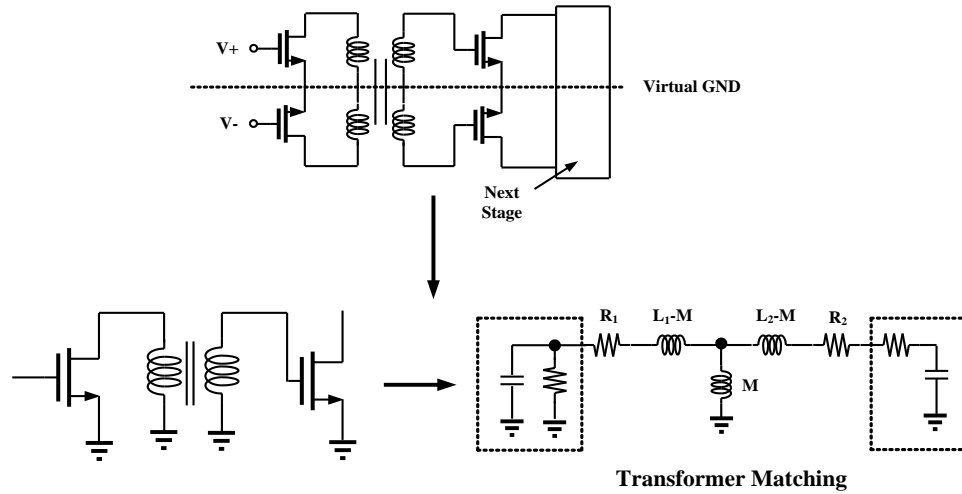 V+
Virtual GND
V-
Next
Stage
R1
L1-M
L2-M
R2
M
Transformer Matching